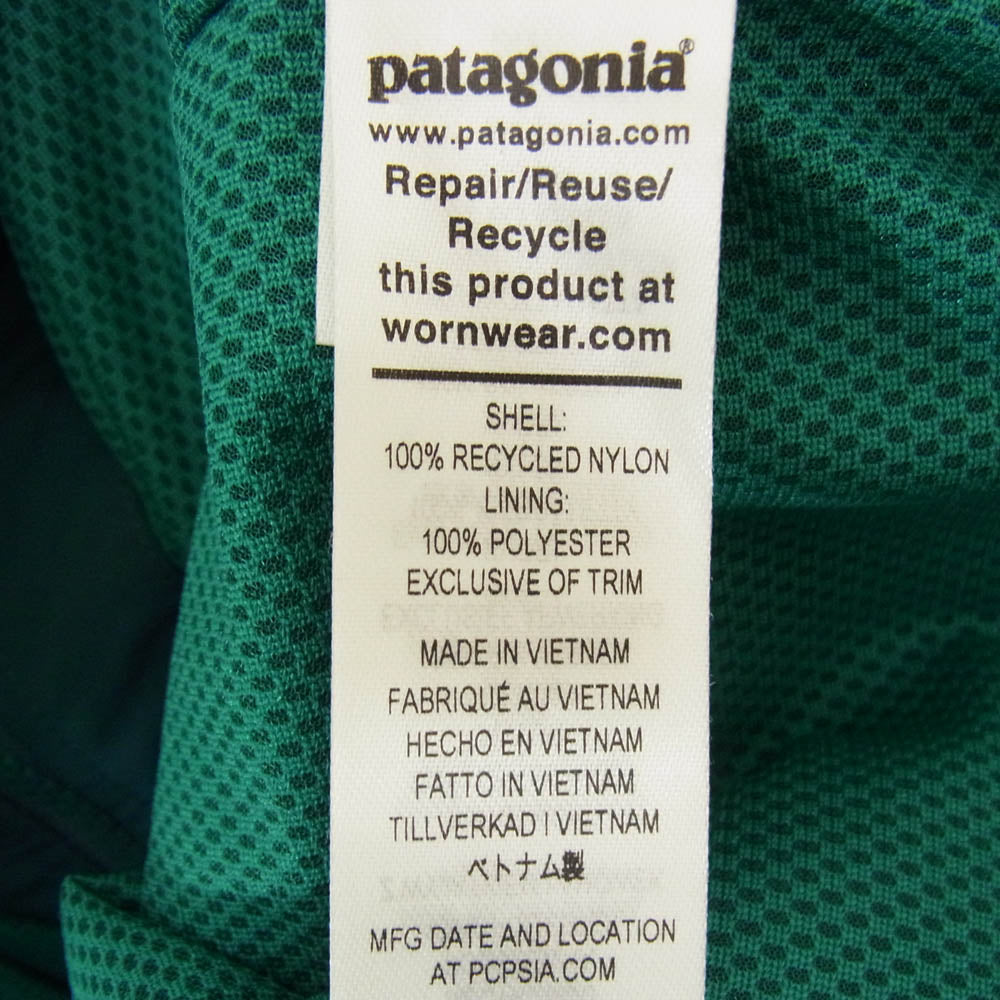 patagonia®
www.patagonia.com
Repair/Reuse/
Recycle
this product at
wornwear.com
SHELL:
100% RECYCLED NYLON
LINING:
100% POLYESTER
EXCLUSIVE OF TRIM
MADE IN VIETNAM
FABRIQUÉ AU VIETNAM
HECHO EN VIETNAM
FATTO IN VIETNAM
TILLVERKAD I VIETNAM
ベトナム製
MFG DATE AND LOCATION
AT PCPSIA.COM